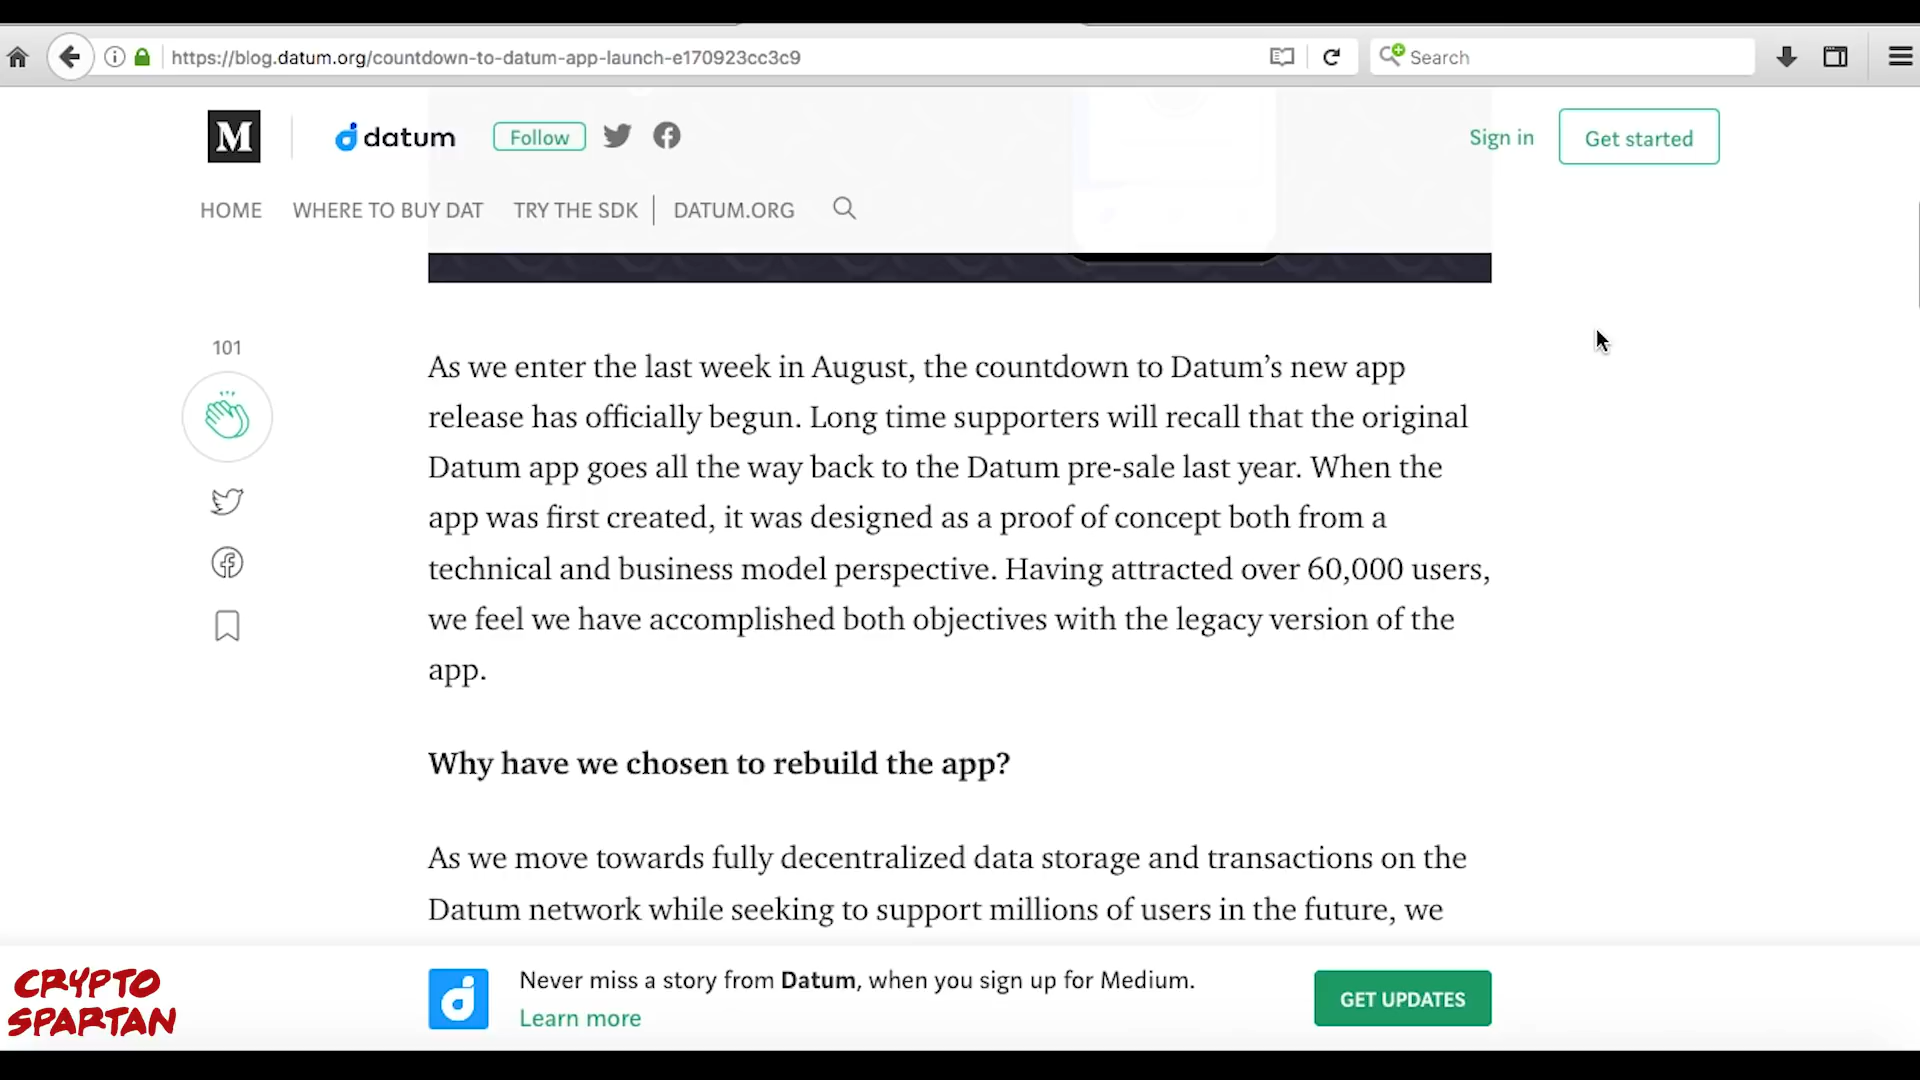 https://blog.datum.org/countdown-to-datum-app-launch-e170923cc3c9
Search
M
datum
Follow
Sign in
Get started
HOME
WHERE TO BUY DAT
TRY THE SDK
DATUM.ORG
101
As we enter the last week in August, the countdown to Datum’s new app
release has officially begun. Long time supporters will recall that the original
Datum app goes all the way back to the Datum pre-sale last year. When the
app was first created, it was designed as a proof of concept both from a
technical and business model perspective. Having attracted over 60,000 users,
we feel we have accomplished both objectives with the legacy version of the
app.
Why have we chosen to rebuild the app?
As we move towards fully decentralized data storage and transactions on the
Datum network while seeking to support millions of users in the future, we
CRYPTO
SPARTAN
Never miss a story from Datum, when you sign up for Medium.
Learn more
GET UPDATES